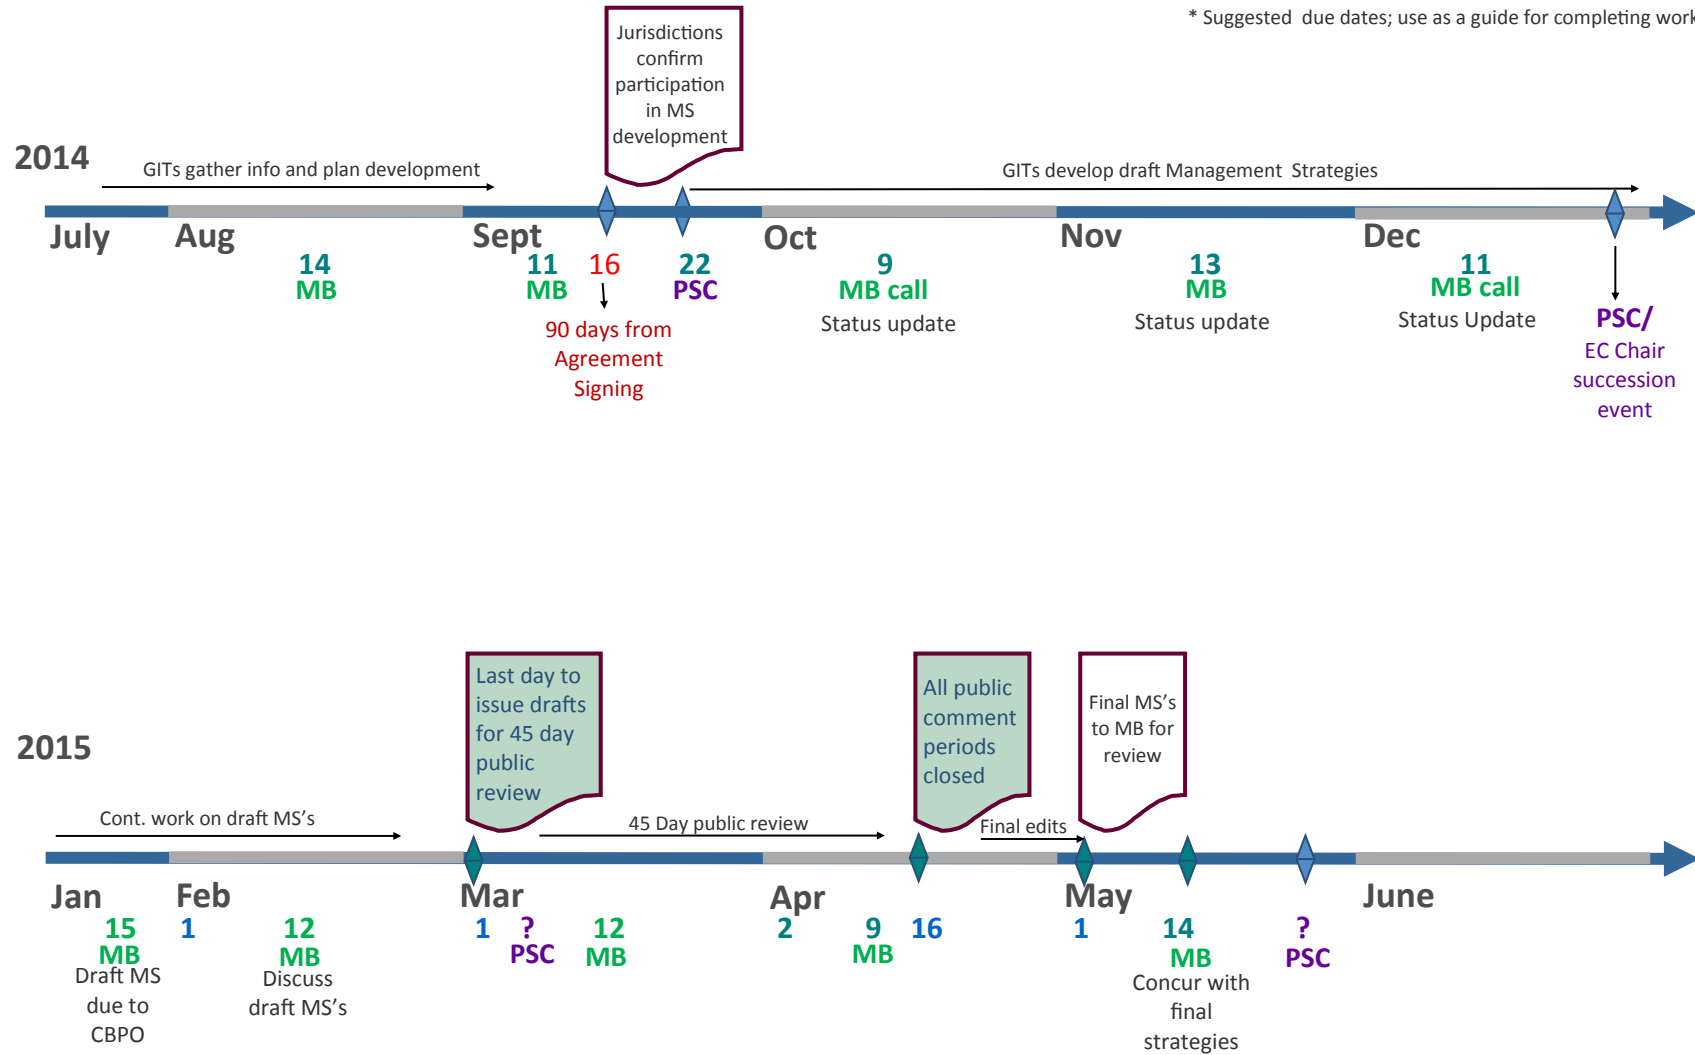 * Suggested due dates; use as a guide for completing work
Jurisdictions
confirm
participation
in MS
development
2014
GITs gather info and plan development
GITs develop draft Management Strategies
July
Aug
Sept
Oct
Nov
Dec
14
MB
11
MB
16
90 days from
Agreement
Signing
22
PSC
9
MB call
Status update
13
MB
Status update
11
MB call
Status Update
PSC/
EC Chair
succession
event
2015
Last day to
issue drafts
for 45 day
public
review
All public
comment
periods
closed
Final MS's
to MB for
review
Cont. work on draft MS's
45 Day public review
Final edits
Jan
Feb
Mar
Apr
May
June
15
MB
Draft MS
due to
CBPO
1
12
MB
Discuss
draft MS's
1
?
PSC
12
MB
2
9
MB
16
1
14
MB
Concur with
final
strategies
?
PSC